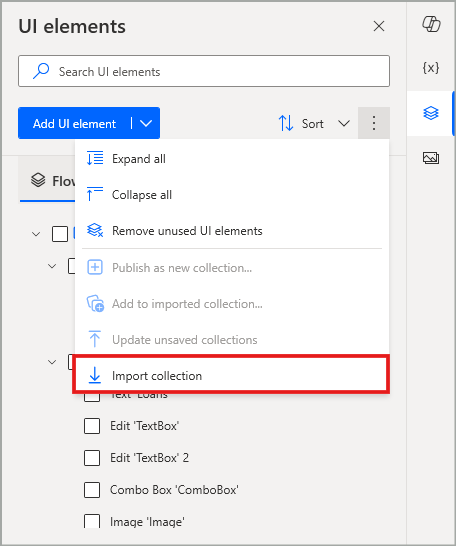 UI elements
Search UI elements
Add UI element
Sort
Expand all
Flow
Collapse all
Remove unused UI elements
Publish as new collection...
Add to imported collection...
Update unsaved collections
Import collection
Text 'Loans'
Edit 'TextBox'
Edit 'TextBox' 2
Combo Box 'ComboBox'
Image 'Image'
{x}